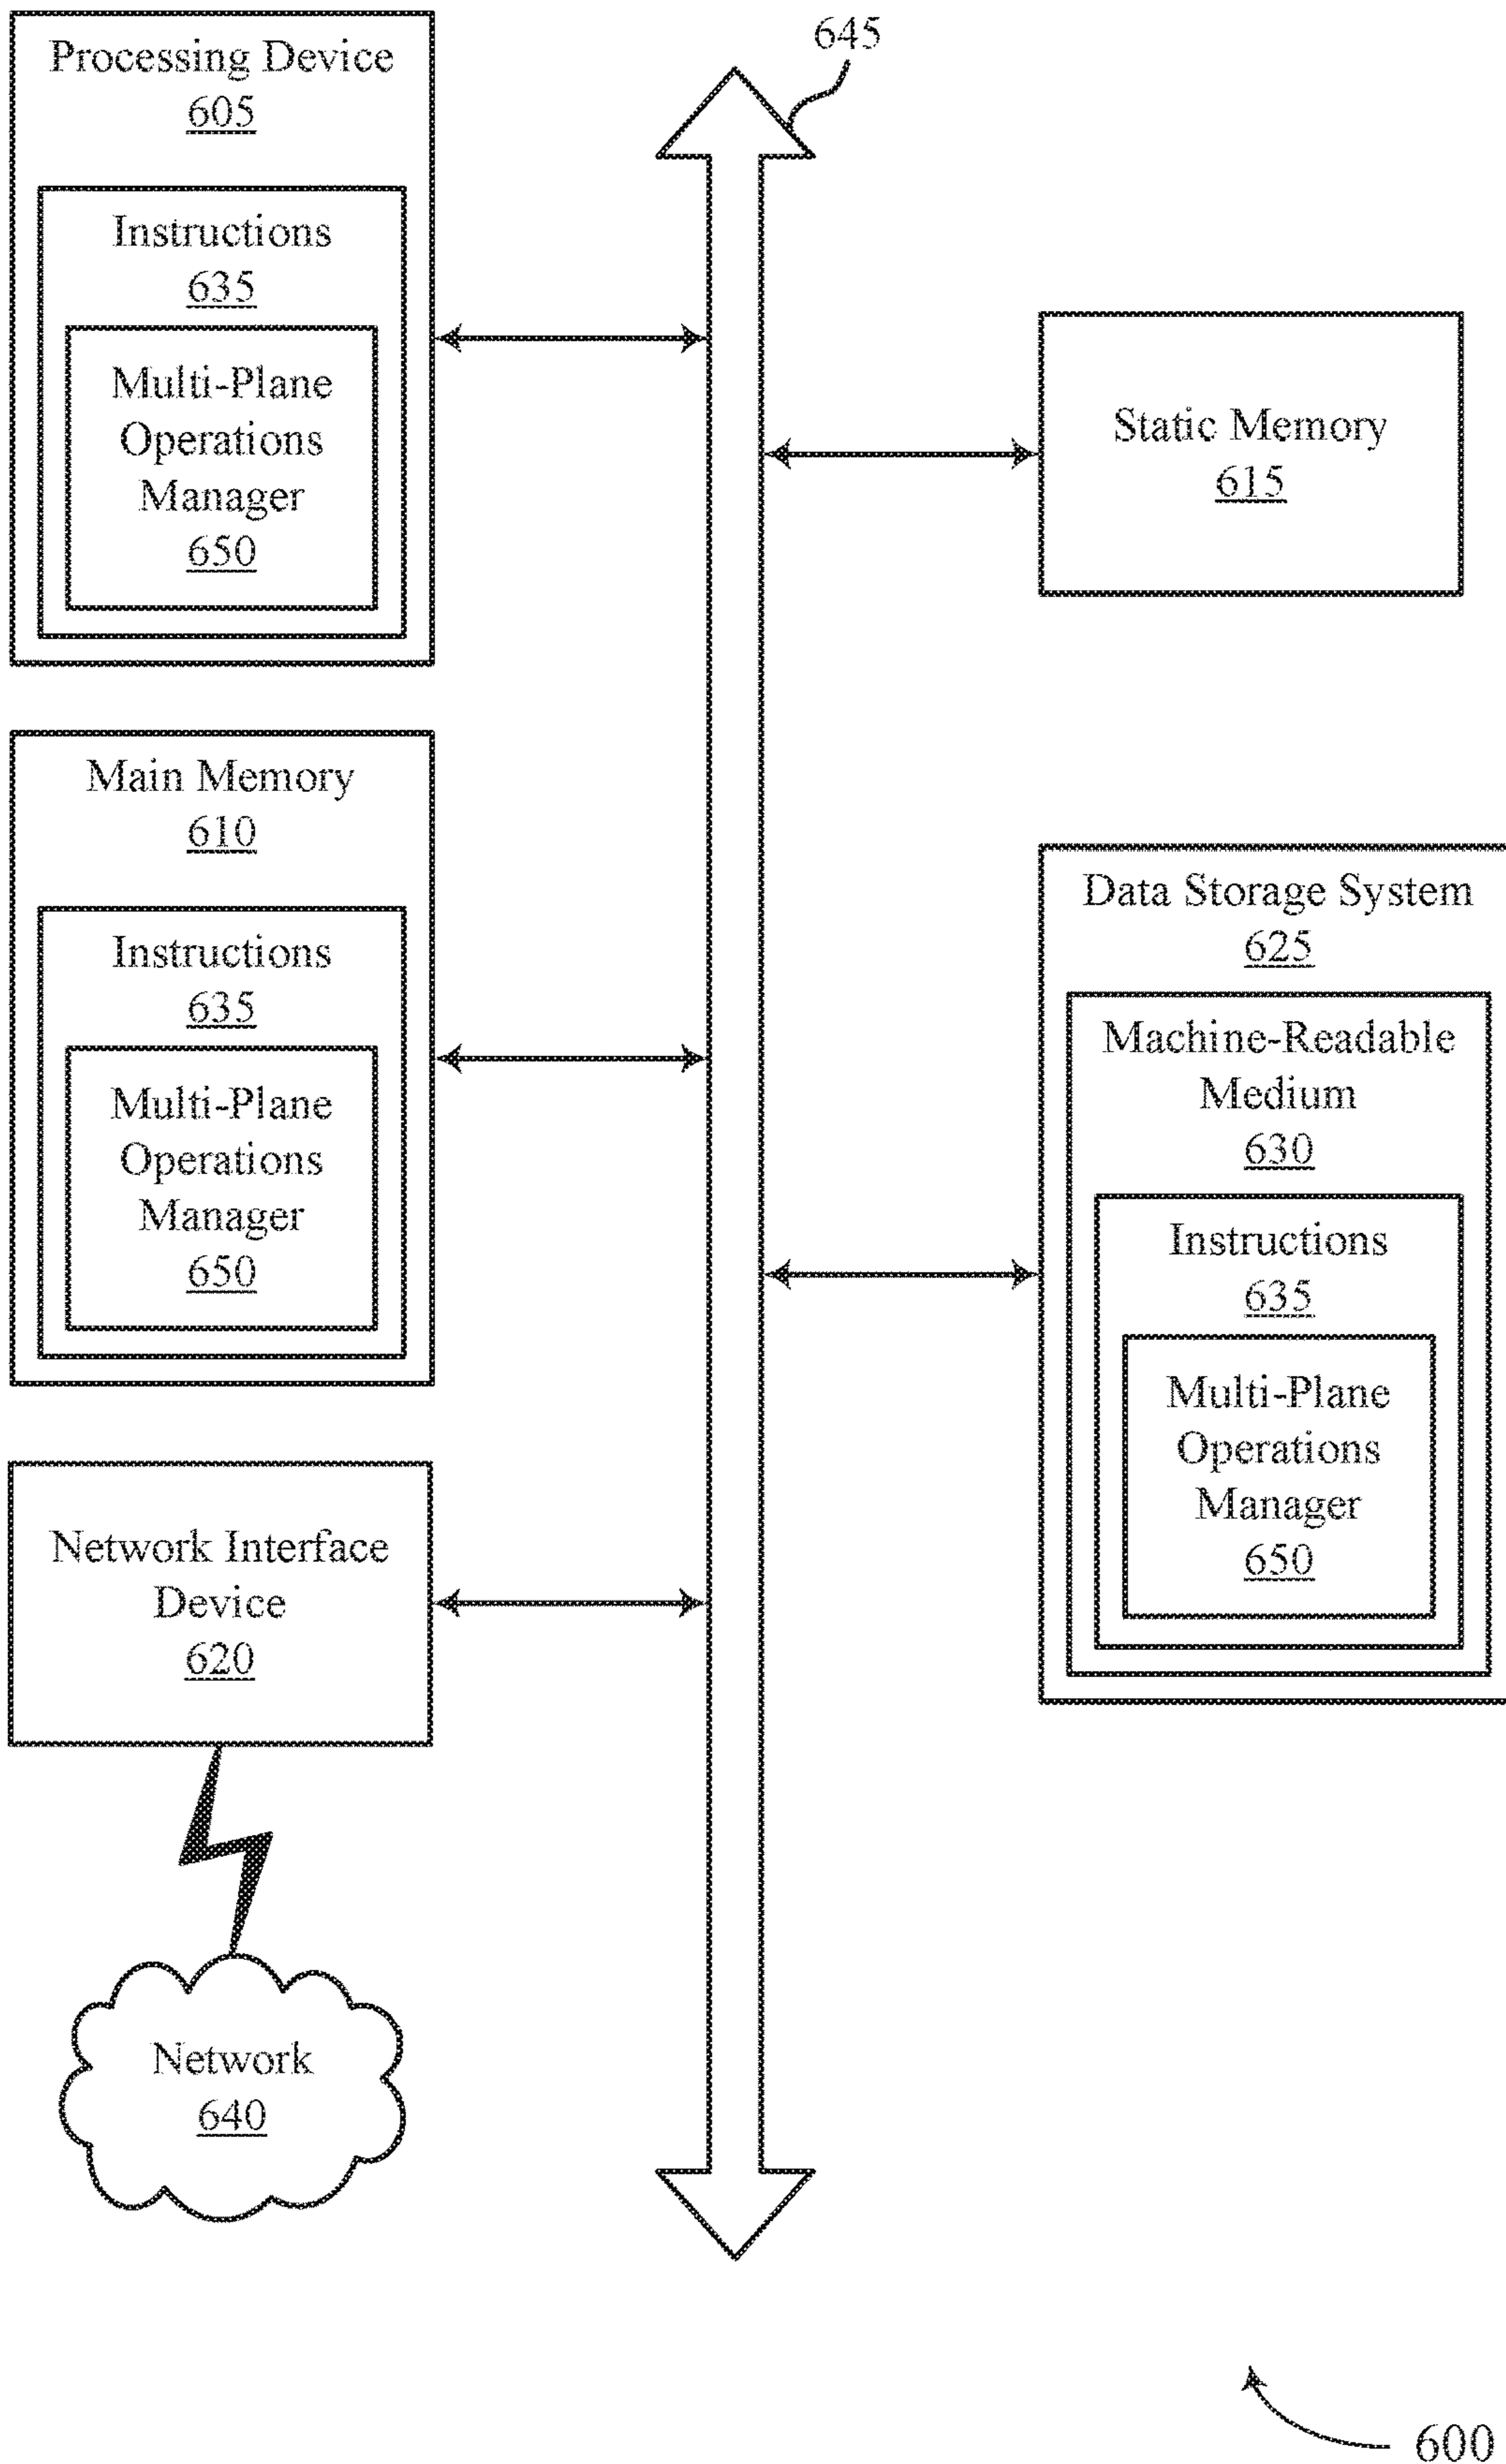 645
Processing Device
605
Instructions
635
Multi-Plane
Operations
Manager
650
Static Memory
615
Main Memory
610
Instructions
635
Multi-Plane
Operations
Manager
650
Data Storage System
625
Machine-Readable
Medium
630
Instructions
635
Multi-Plane
Operations
Manager
650
Network Interface
Device
620
Network
640
600